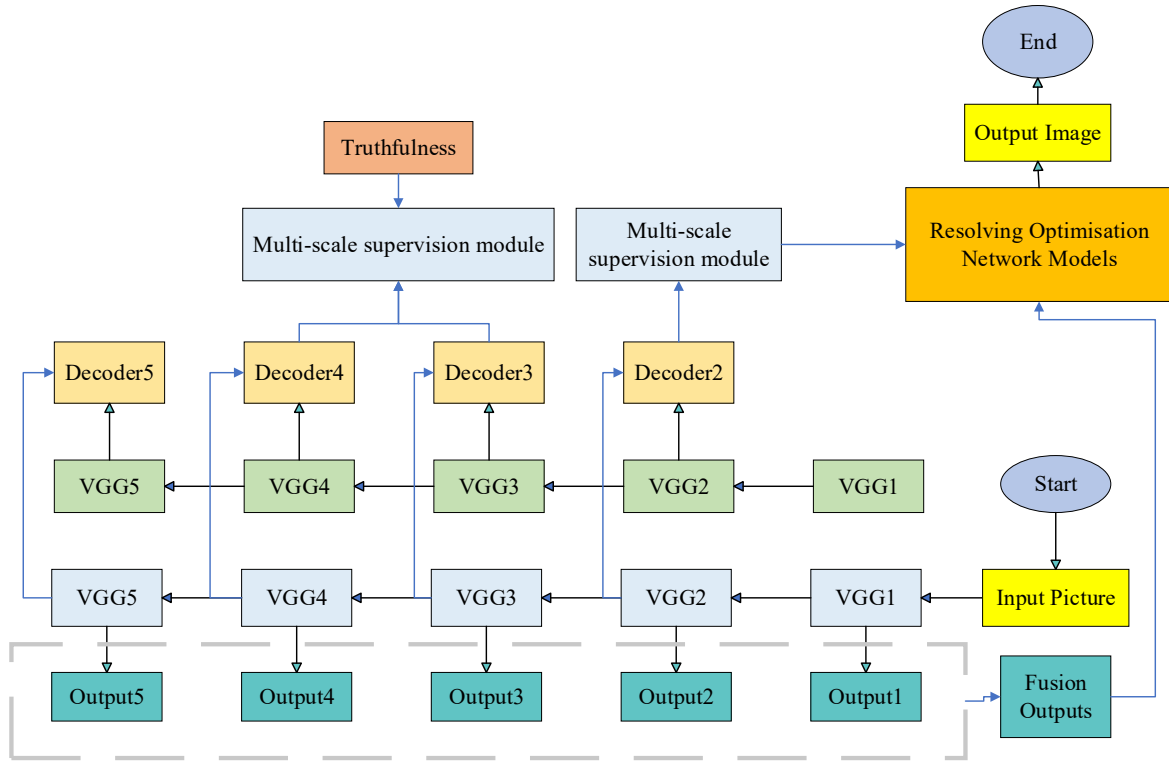 End
Output Image
Truthfulness
Multi-scale supervision module
Multi-scale
supervision module
Resolving Optimisation
Network Models
Decoder5
Decoder4
Decoder3
Decoder2
VGG5
VGG4
VGG3
VGG2
VGG1
Start
VGG5
VGG4
VGG3
VGG2
VGG1
Input Picture
Output5
Output4
Output3
Output2
Output1
Fusion
Outputs